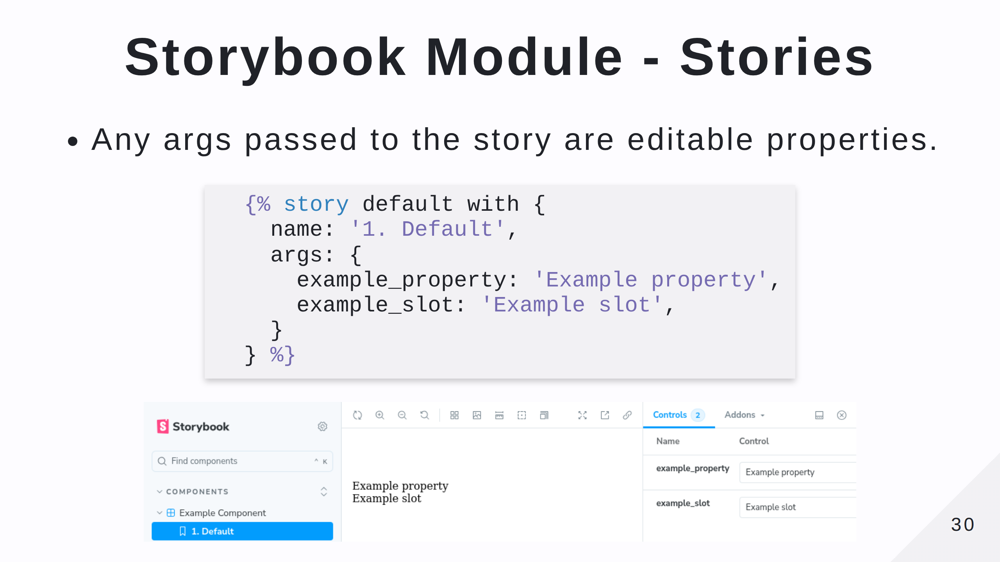 Storybook Module - Stories
• Any args passed to the story are editable properties.
{% story default with {
  name: '1. Default',
  args: {
    example_property: 'Example property',
    example_slot: 'Example slot',
  }
} %}
Storybook
Find components ^ K
COMPONENTS
Example Component
1. Default
Example property
Example slot
Controls 2 Addons
Name Control
example_property Example property
example_slot Example slot
30